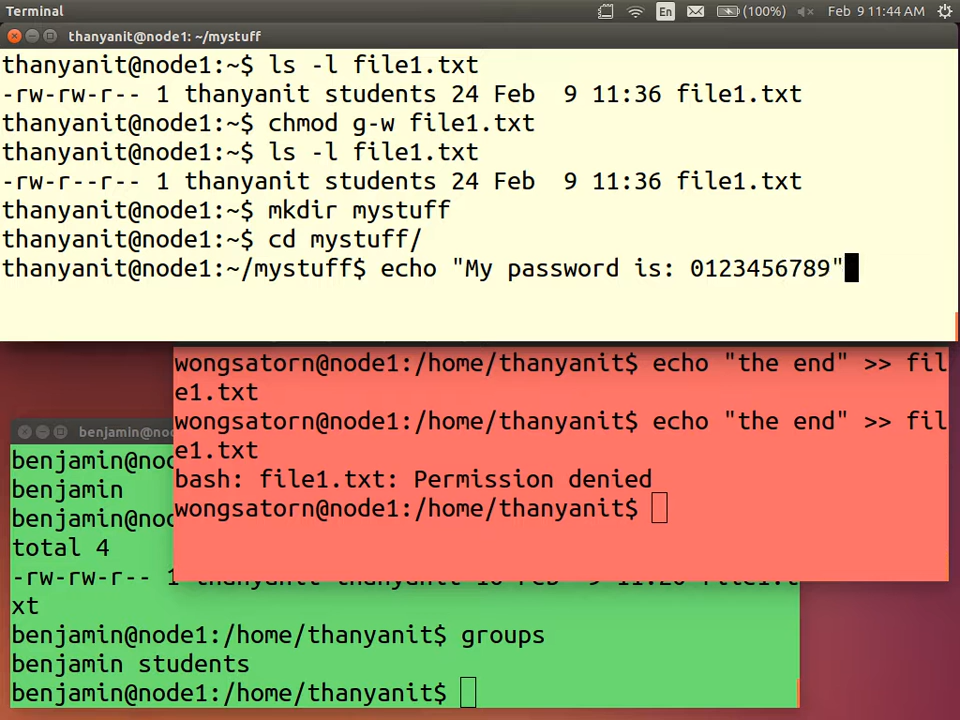 Terminal
En
(100%)
Feb 9 11:44 AM
thanyanit@node1: ~/mystuff
thanyanit@node1:~$ ls -l file1.txt
-rw-rw-r-- 1 thanyanit students 24 Feb  9 11:36 file1.txt
thanyanit@node1:~$ chmod g-w file1.txt
thanyanit@node1:~$ ls -l file1.txt
-rw-r--r-- 1 thanyanit students 24 Feb  9 11:36 file1.txt
thanyanit@node1:~$ mkdir mystuff
thanyanit@node1:~$ cd mystuff/
thanyanit@node1:~/mystuff$ echo "My password is: 0123456789"
wongsatorn@node1:/home/thanyanit$ echo "the end" >> fil
e1.txt
wongsatorn@node1:/home/thanyanit$ echo "the end" >> fil
e1.txt
bash: file1.txt: Permission denied
wongsatorn@node1:/home/thanyanit$
benjamin@no
benjamin@no
benjamin
benjamin@no
total 4
-rw-rw-r-- 1 thanyanit thanyanit
xt
benjamin@node1:/home/thanyanit$ groups
benjamin students
benjamin@node1:/home/thanyanit$